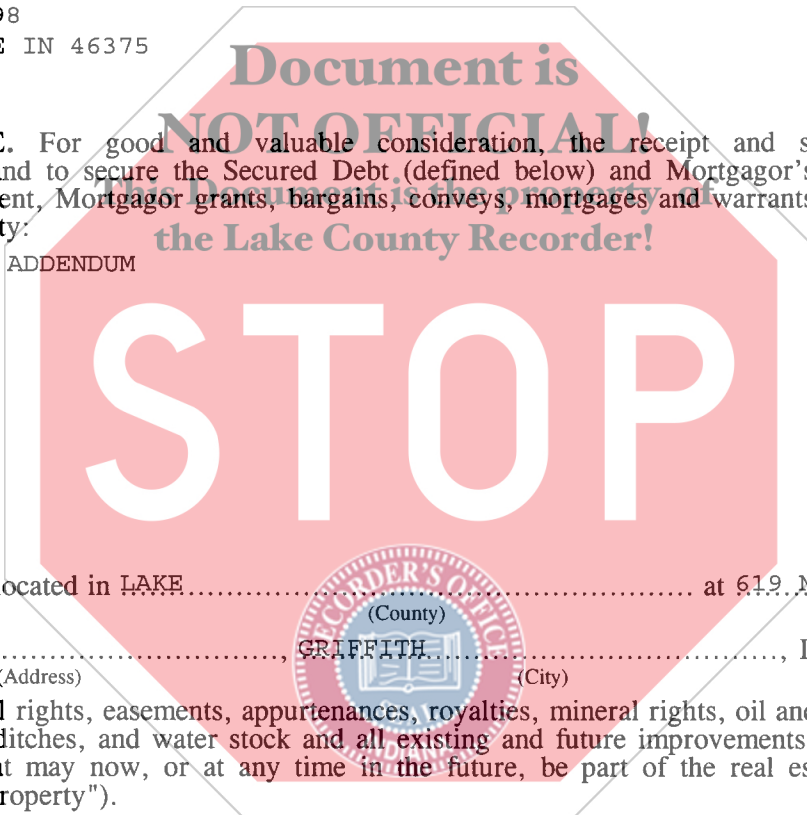 98
E IN 46375
Document is
NOT OFFICIAL!
E. For good and valuable consideration, the receipt and s
nd to secure the Secured Debt (defined below) and Mortgagor's
This Document is the property of
ent, Mortgagor grants, bargains, conveys, mortgages and warrants
ty:
the Lake County Recorder!
ADDENDUM
STOP
located in LAKE at 619 N
(County)
, GRIFFITH , I
(Address) (City)
l rights, easements, appurtenances, royalties, mineral rights, oil and
ditches, and water stock and all existing and future improvements
t may now, or at any time in the future, be part of the real es
roperty").
RECORDER'S OFFICE
SEAL
INDIANA